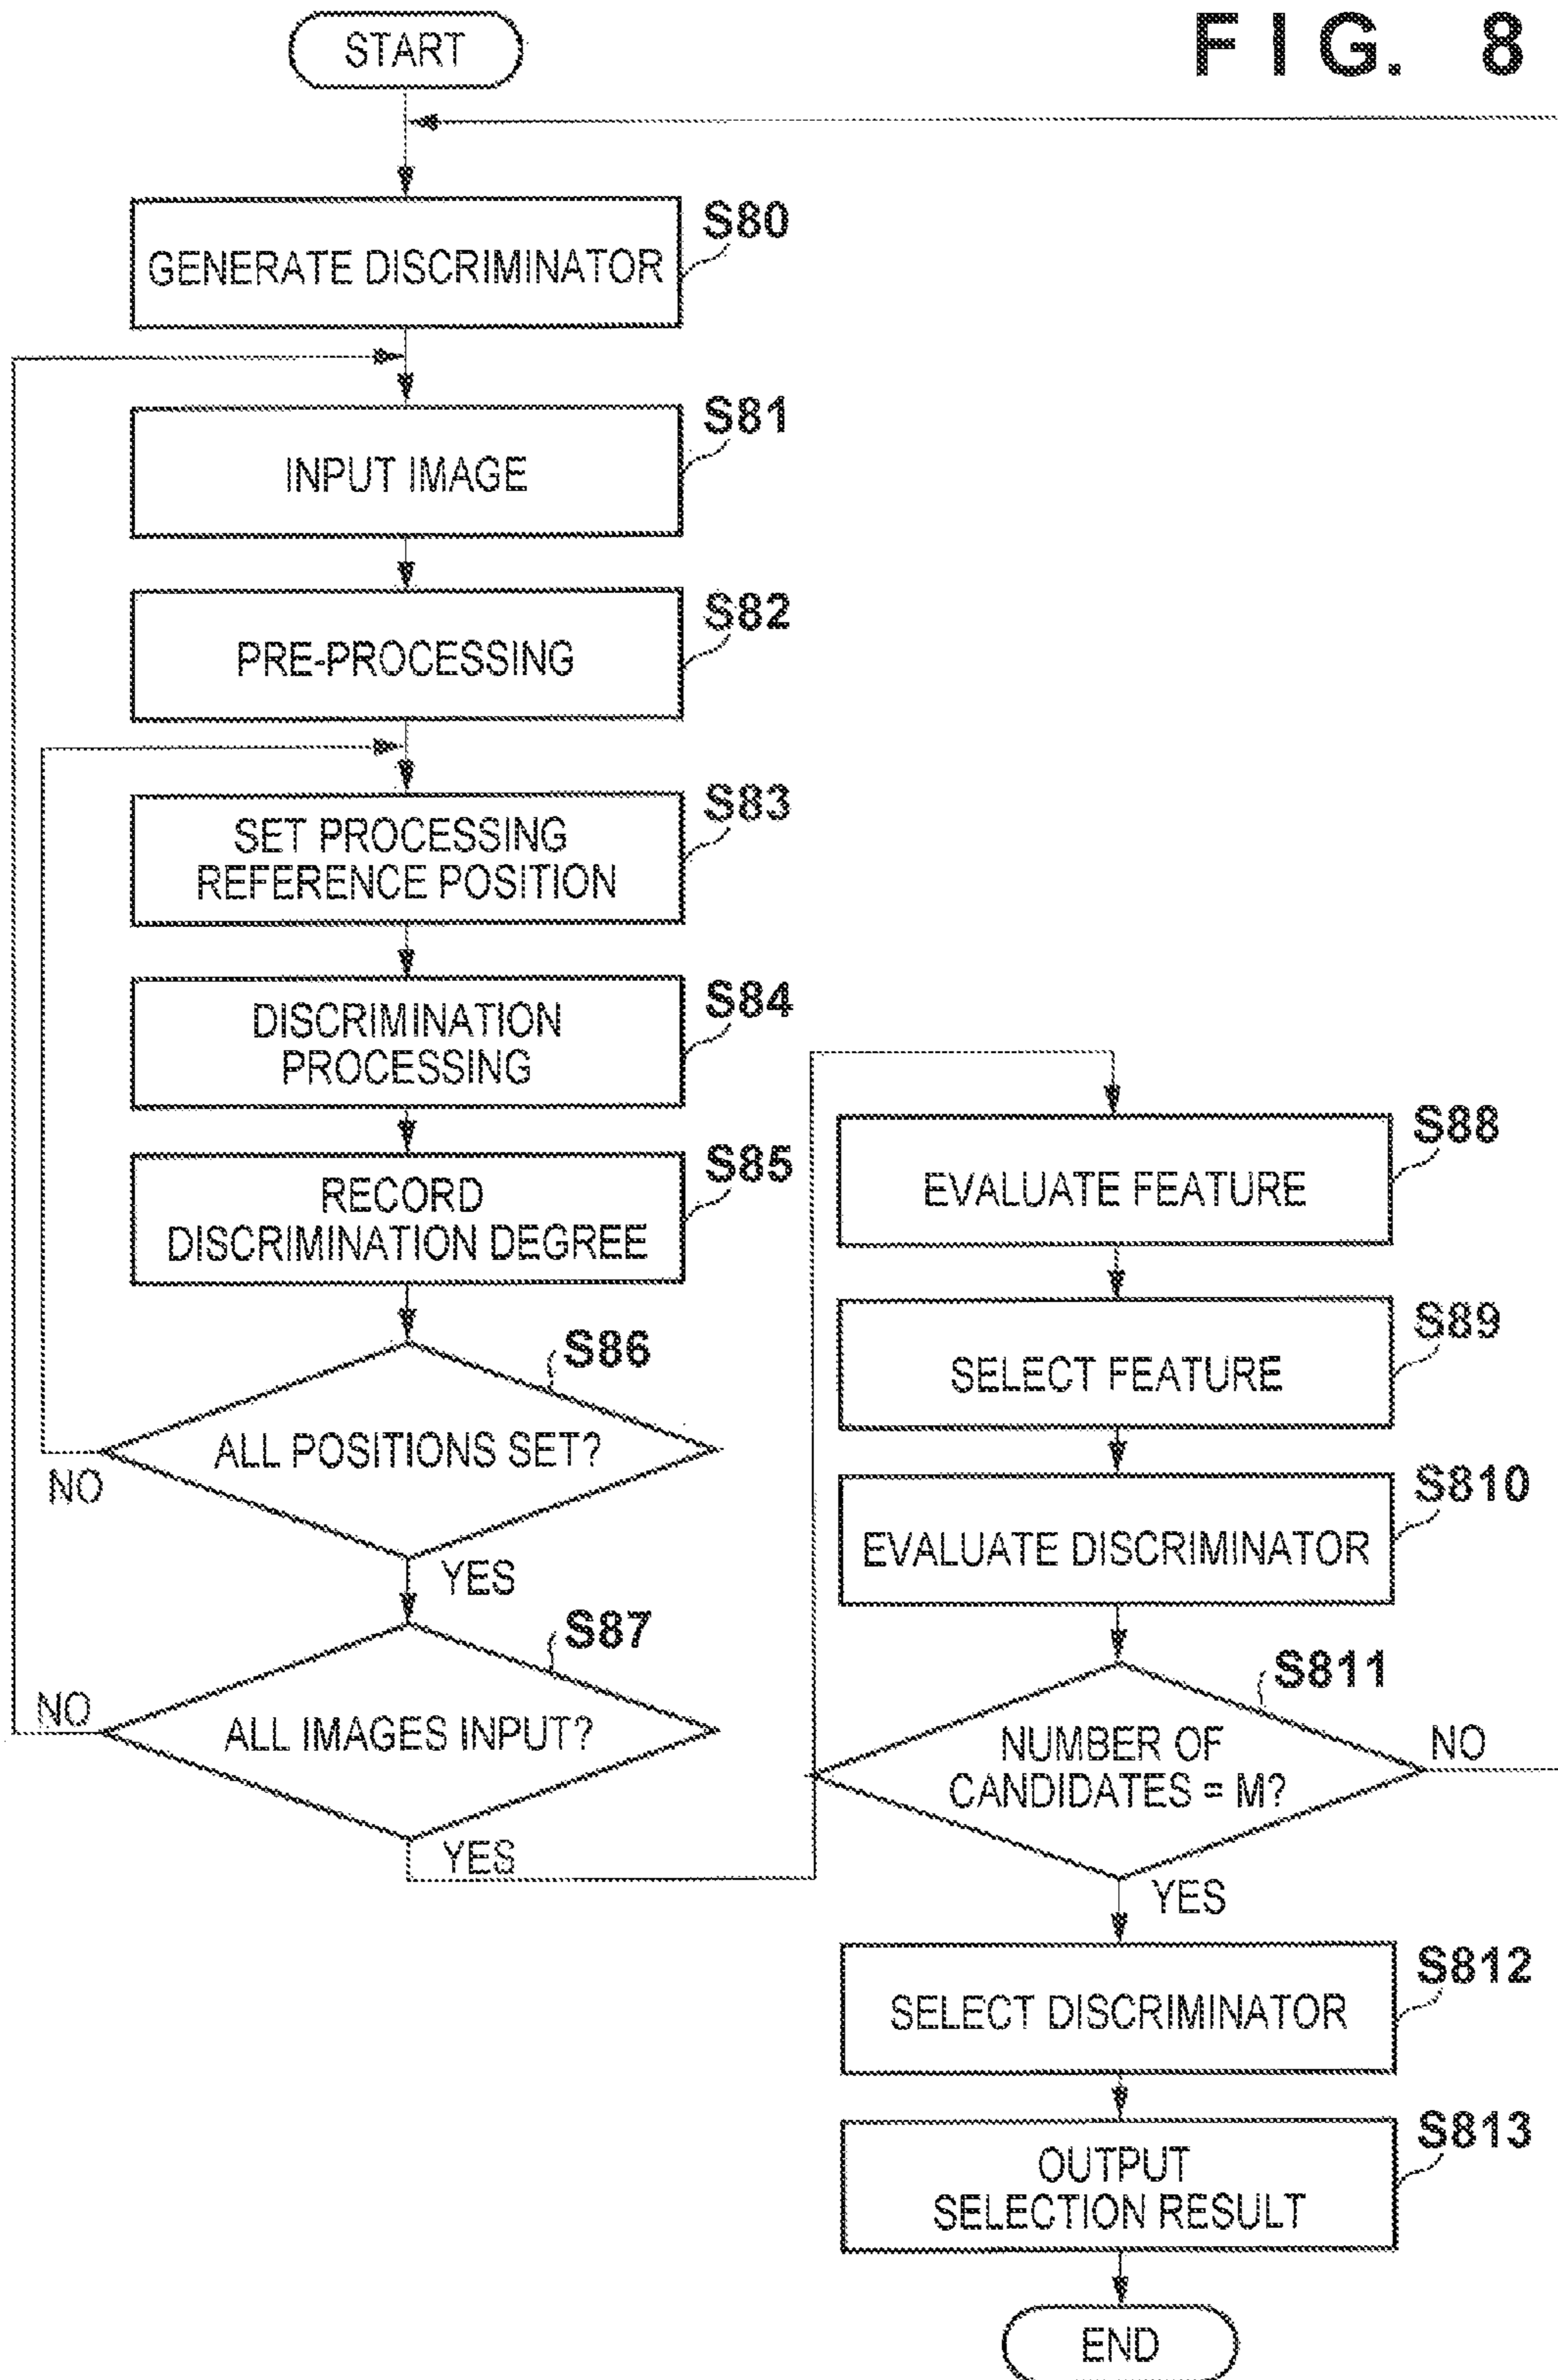 FIG. 8
START
S80
GENERATE DISCRIMINATOR
S81
INPUT IMAGE
S82
PRE-PROCESSING
S83
SET PROCESSING
REFERENCE POSITION
S84
DISCRIMINATION
PROCESSING
S85
RECORD
DISCRIMINATION DEGREE
S86
ALL POSITIONS SET?
NO
YES
S87
ALL IMAGES INPUT?
NO
YES
S88
EVALUATE FEATURE
S89
SELECT FEATURE
S810
EVALUATE DISCRIMINATOR
S811
NUMBER OF
CANDIDATES = M?
NO
YES
S812
SELECT DISCRIMINATOR
S813
OUTPUT
SELECTION RESULT
END